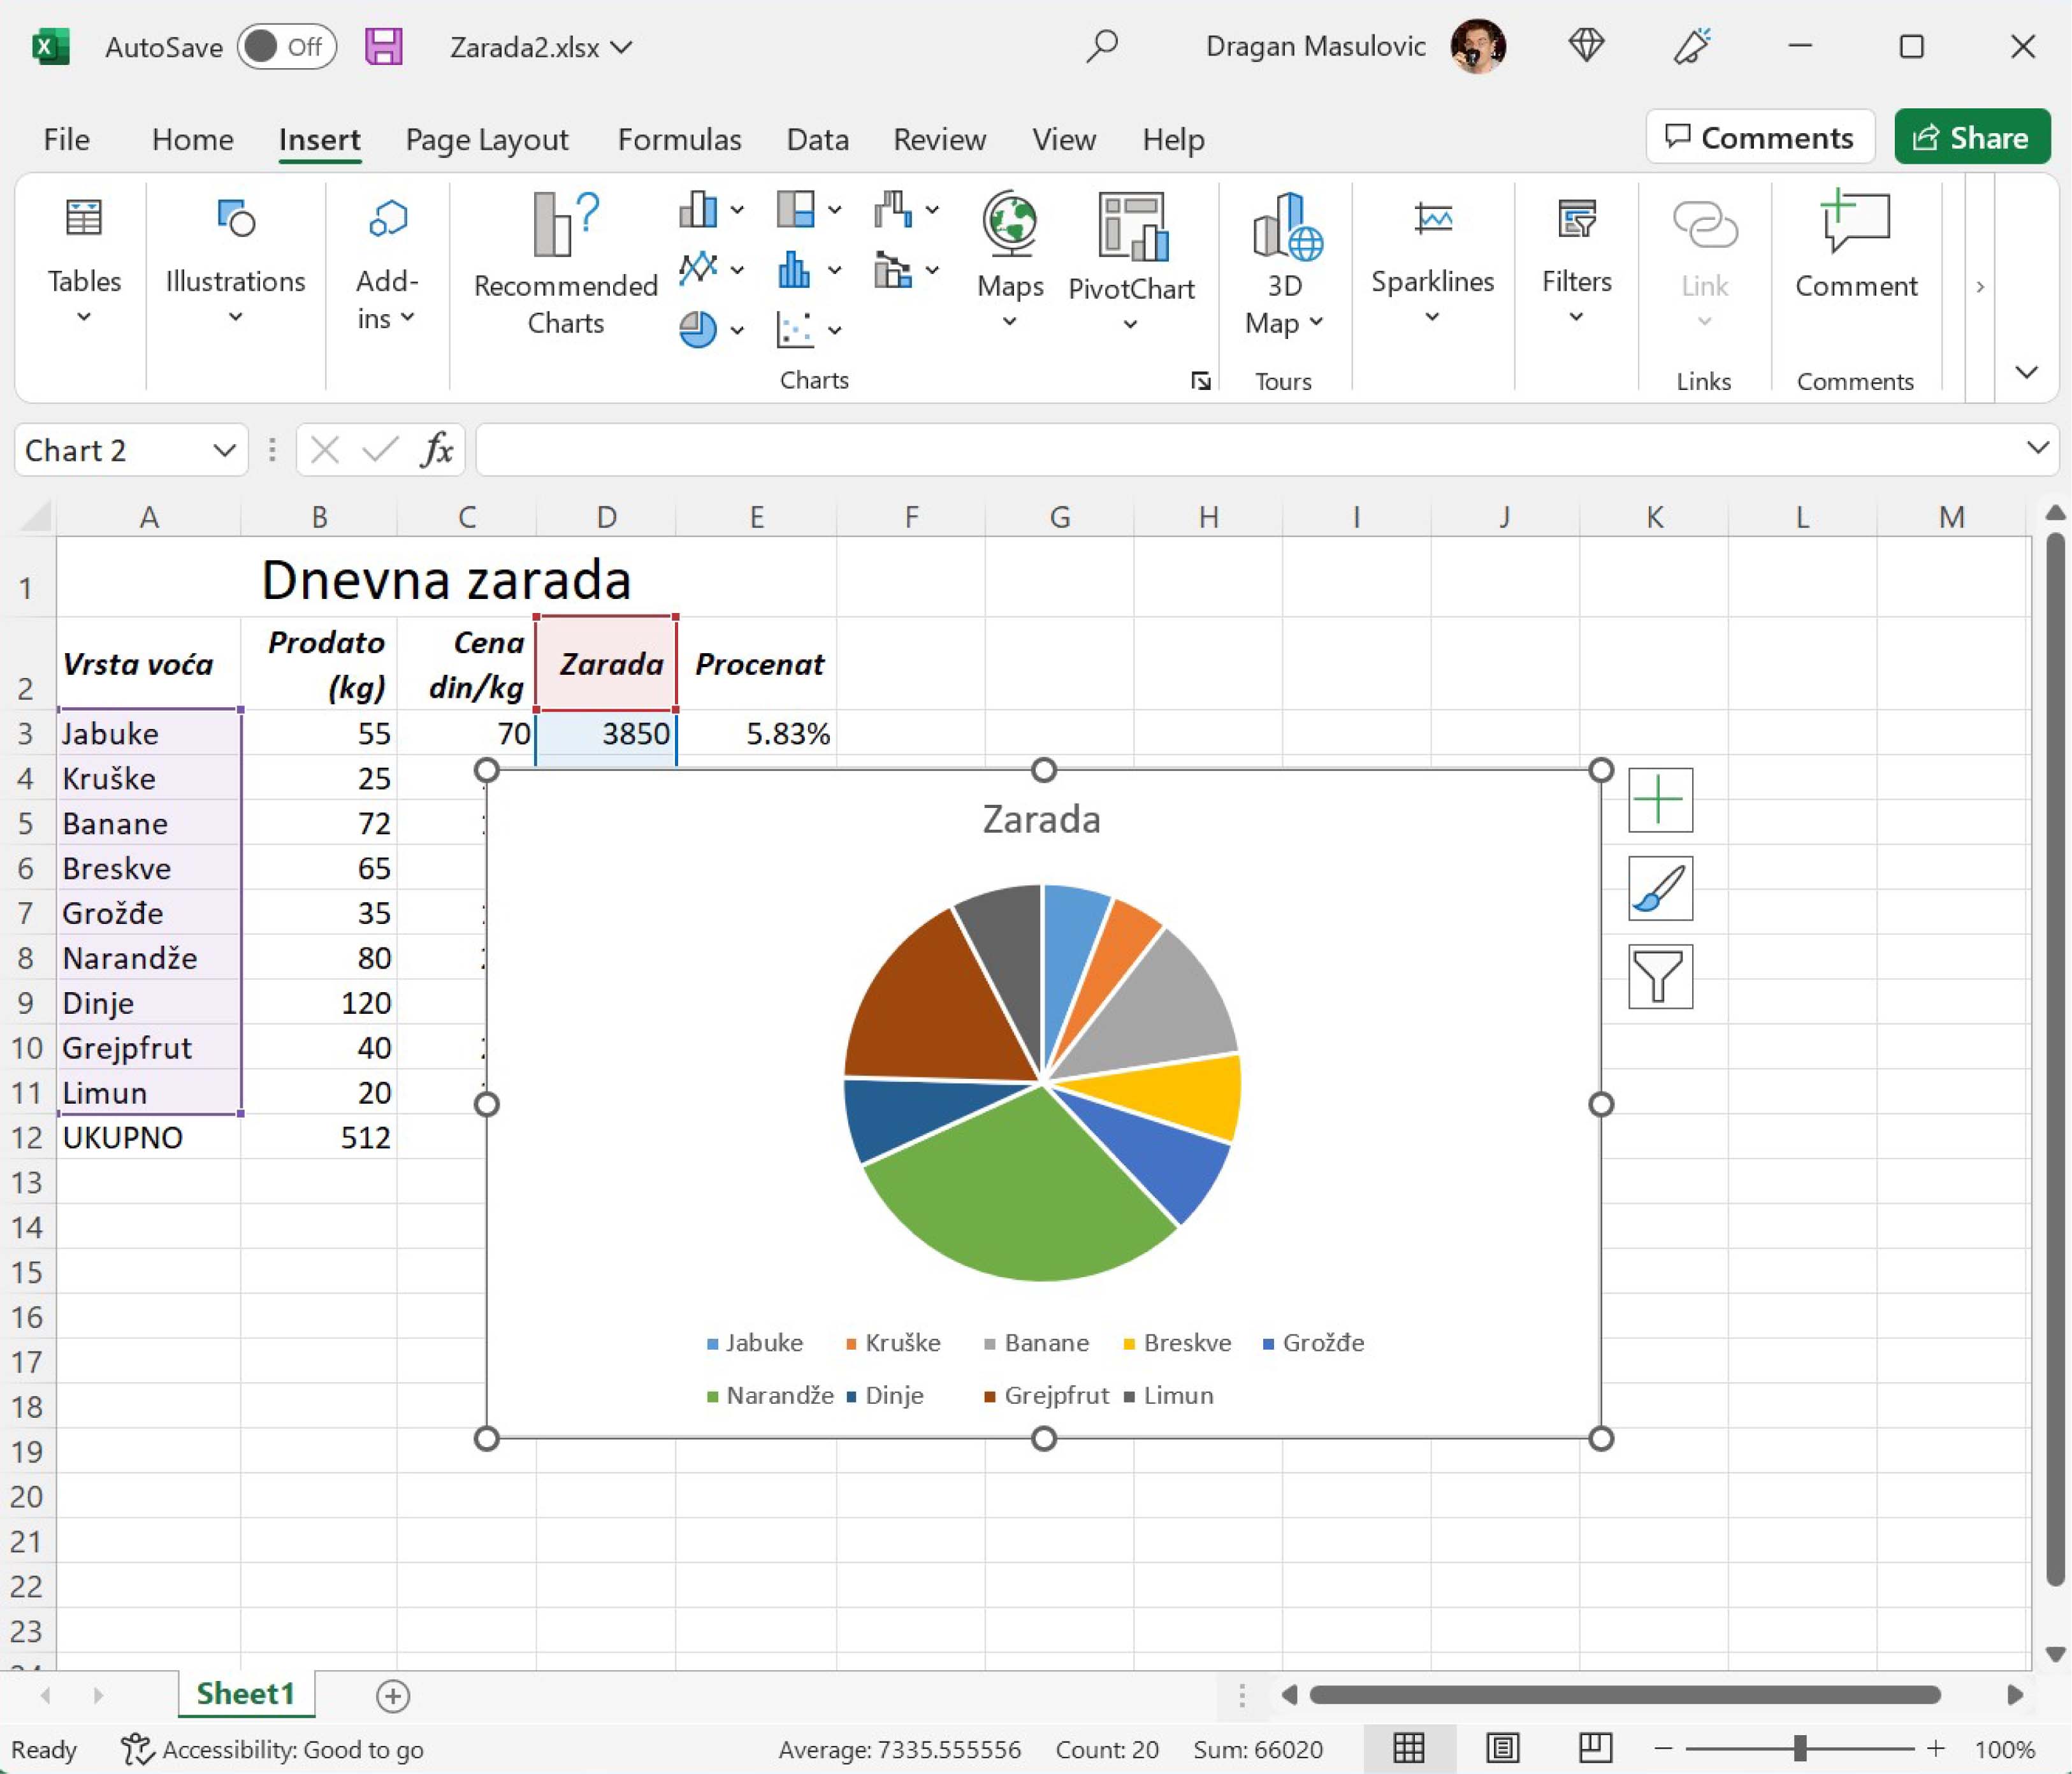 AutoSave Off Zarada2.xlsx Dragan Masulovic
File Home Insert Page Layout Formulas Data Review View Help Comments Share
Tables Illustrations Add-ins Recommended Charts Maps PivotChart 3D Map Sparklines Filters Link Comment
Charts Tours Links Comments
Chart 2 fx
A B C D E F G H I J K L M
1 Dnevna zarada
2 Vrsta voća Prodato (kg) Cena din/kg Zarada Procenat
3 Jabuke 55 70 3850 5.83%
4 Kruške 25
5 Banane 72
6 Breskve 65
7 Grožđe 35
8 Narandže 80
9 Dinje 120
10 Grejpfrut 40
11 Limun 20
12 UKUPNO 512
13
14
15
16
17
18
19
20
21
22
23
Zarada
Jabuke Kruške Banane Breskve Grožđe
Narandže Dinje Grejpfrut Limun
Sheet1
Ready Accessibility: Good to go Average: 7335.555556 Count: 20 Sum: 66020 100%